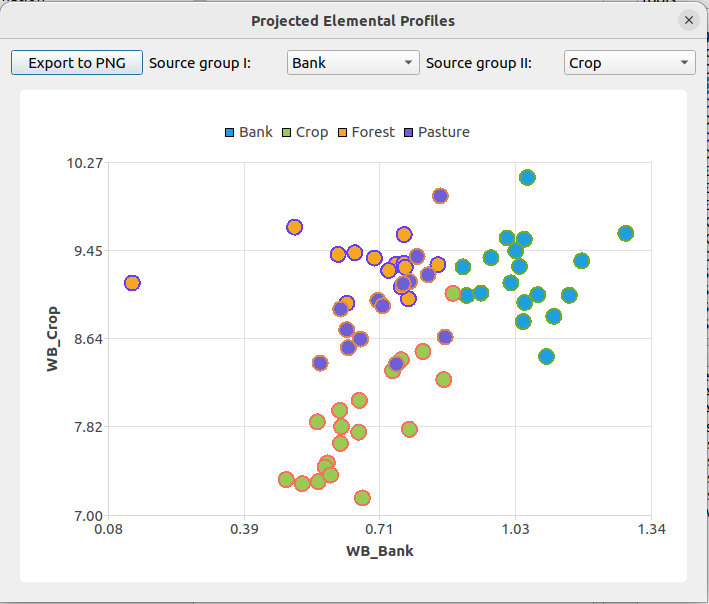 Projected Elemental Profiles
Export to PNG Source group I: Bank Source group II: Crop
Bank Crop Forest Pasture
10.27
9.45
8.64
7.82
7.00
WB_Crop
0.08 0.39 0.71 1.03 1.34
WB_Bank